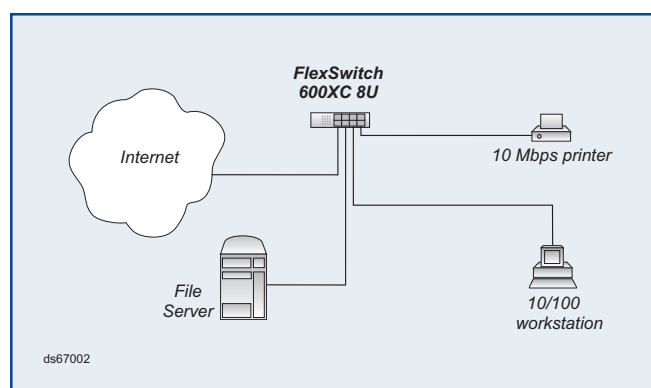 FlexSwitch
600XC 8U
Internet
10 Mbps printer
File
Server
10/100
workstation
ds67002